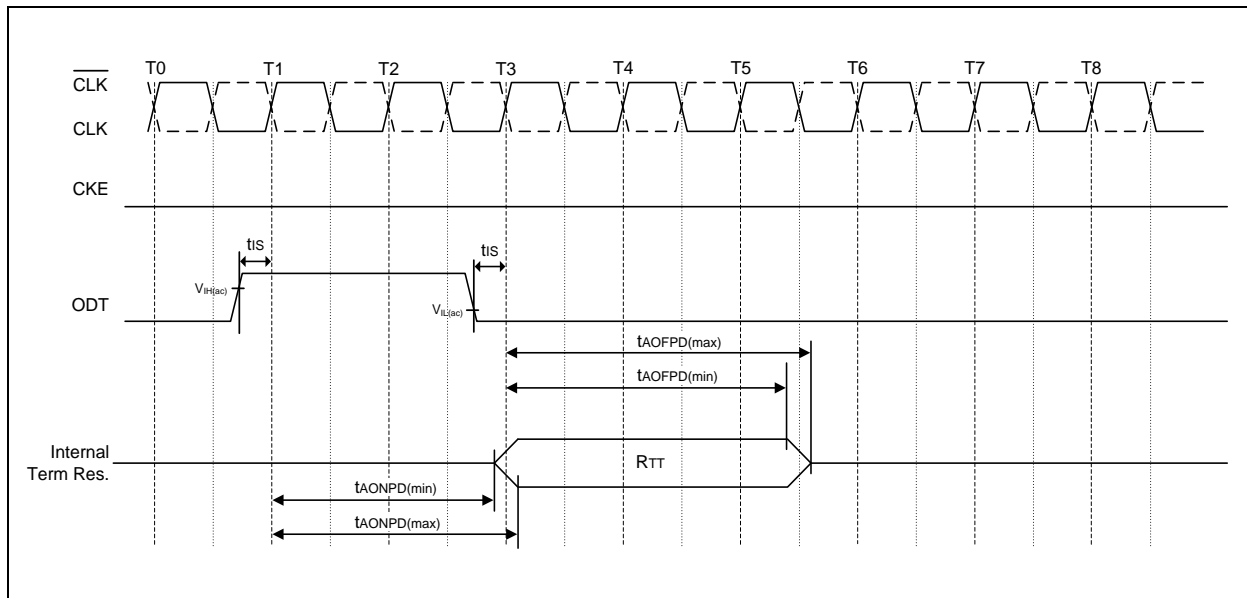 T0 T1 T2 T3 T4 T5 T6 T7 T8
CLK
CLK
CKE
tIS tIS
VIH(ac)
ODT
VIL(ac)
tAOFPD(max)
tAOFPD(min)
Internal
Term Res.
RTT
tAONPD(min)
tAONPD(max)